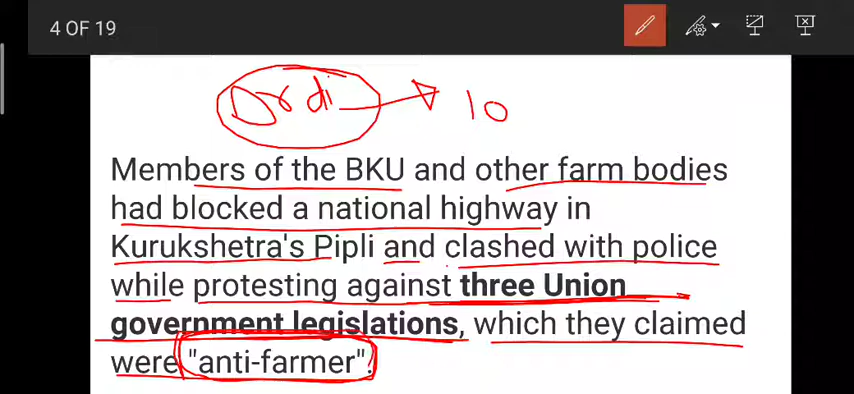 4 OF 19
10
Members of the BKU and other farm bodies
had blocked a national highway in
Kurukshetra's Pipli and clashed with police
while protesting against three Union
government legislations, which they claimed
were "anti-farmer".